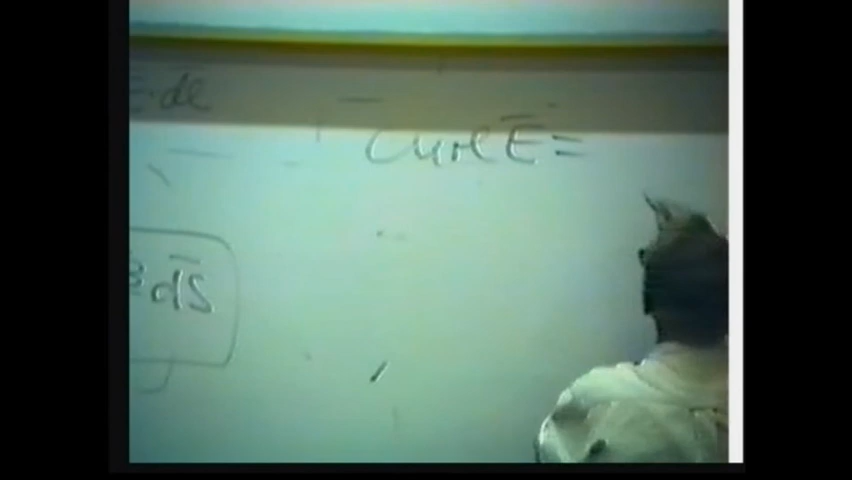 E·dl
Curl E̅ =
dS̅